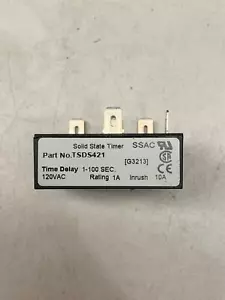 Solid State Timer SSAC
Part No.TSDS421
[G3213]
Time Delay 1-100 SEC.
120VAC Rating 1A Inrush 10A